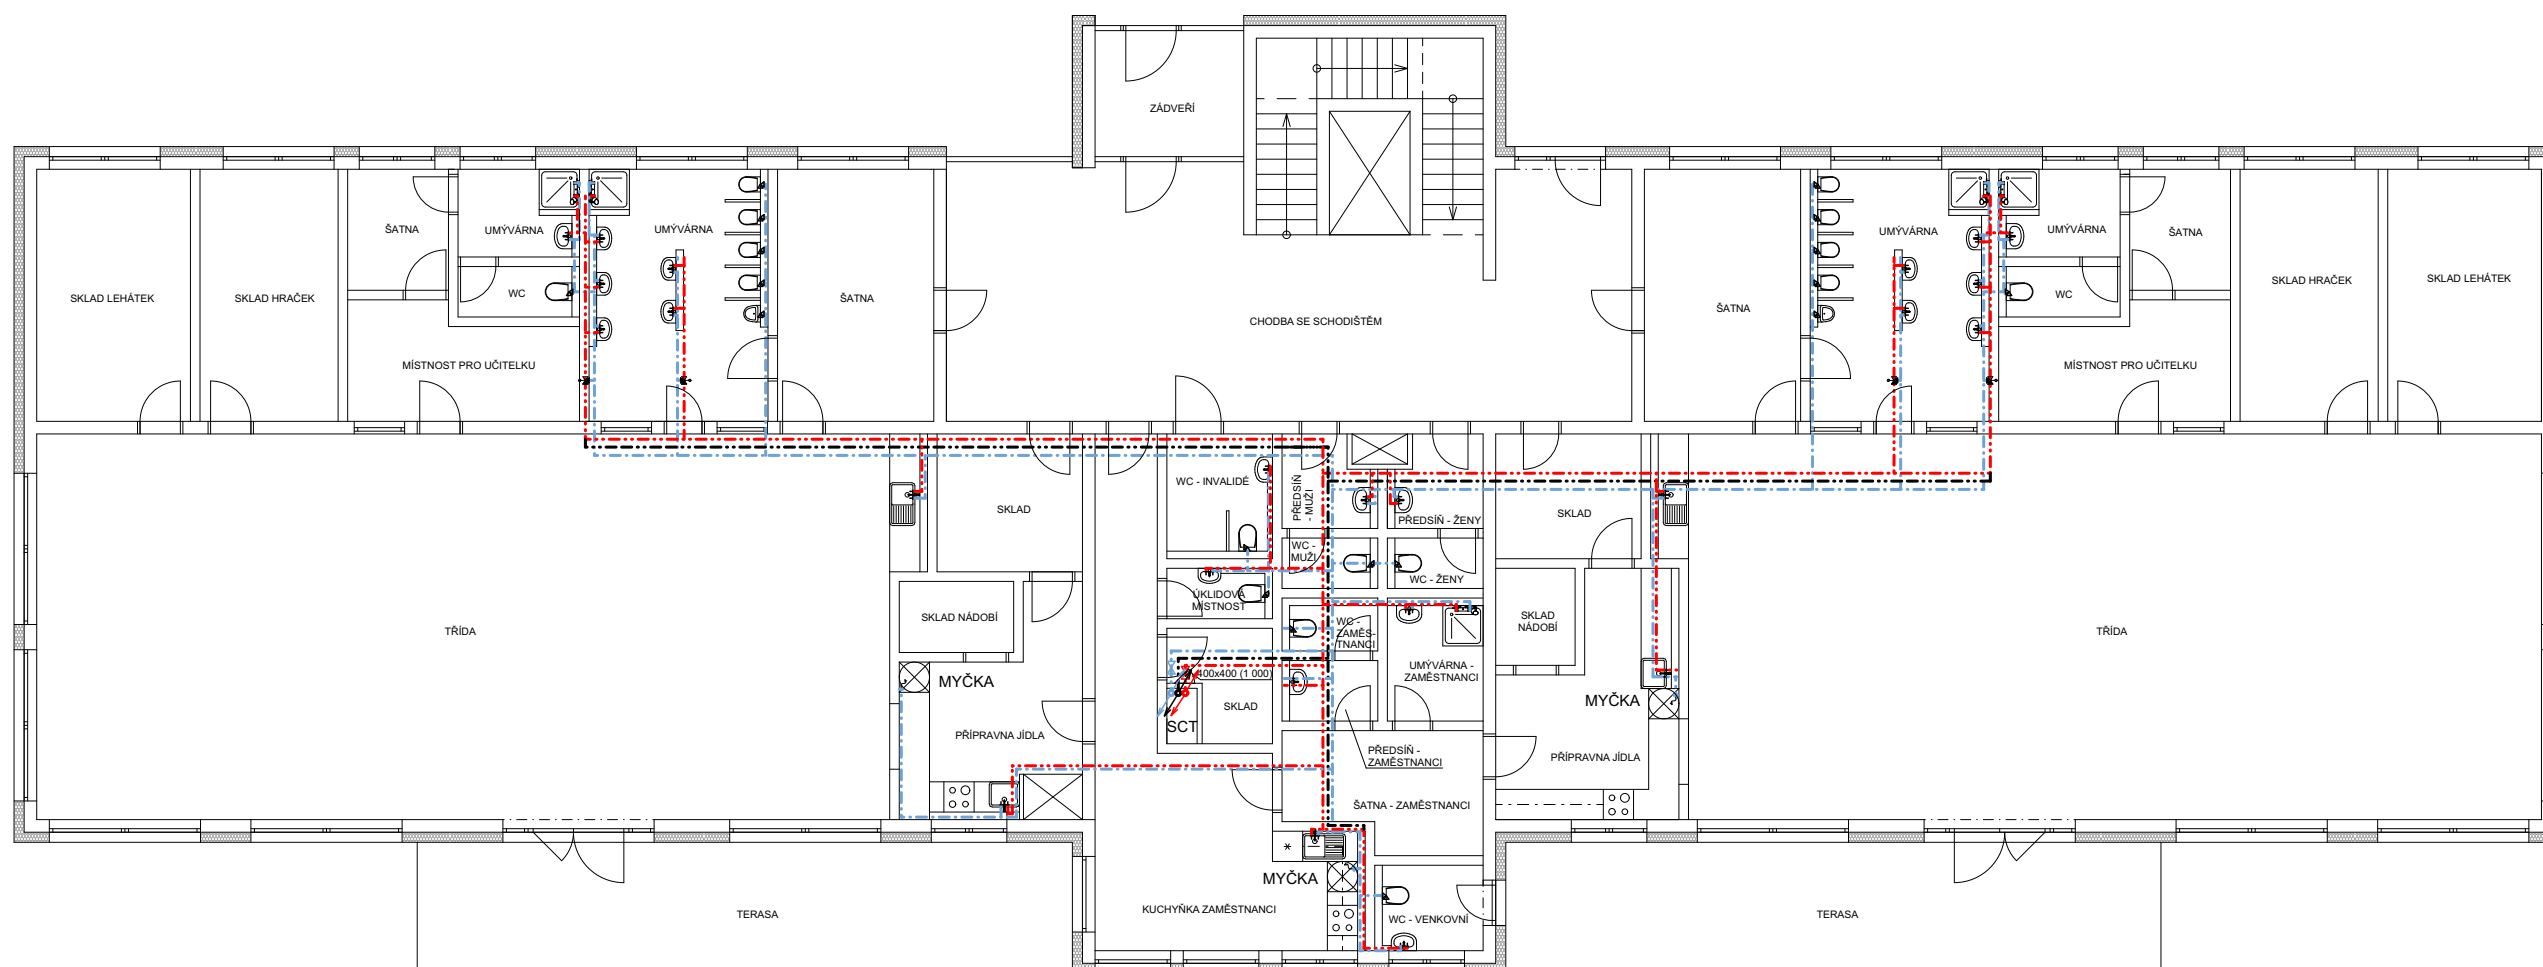 ZÁDVEŘÍ
ŠATNA
UMÝVÁRNA
UMÝVÁRNA
UMÝVÁRNA
UMÝVÁRNA
ŠATNA
SKLAD LEHÁTEK
SKLAD HRAČEK
WC
ŠATNA
CHODBA SE SCHODIŠTĚM
ŠATNA
WC
SKLAD HRAČEK
SKLAD LEHÁTEK
MÍSTNOST PRO UČITELKU
MÍSTNOST PRO UČITELKU
WC - INVALIDÉ
PŘEDSÍŇ
- MUŽI
PŘEDSÍŇ - ŽENY
SKLAD
SKLAD
WC -
MUŽI
WC - ŽENY
ÚKLIDOVÁ
MÍSTNOST
SKLAD NÁDOBÍ
SKLAD
NÁDOBÍ
TŘÍDA
WC -
ZAMĚS-
TNANCI
TŘÍDA
UMÝVÁRNA -
ZAMĚSTNANCI
400x400 (1 000)
MYČKA
SKLAD
MYČKA
SCT
PŘÍPRAVNA JÍDLA
PŘEDSÍŇ -
ZAMĚSTNANCI
PŘÍPRAVNA JÍDLA
ŠATNA - ZAMĚSTNANCI
*
MYČKA
KUCHYŇKA ZAMĚSTNANCI
WC - VENKOVNÍ
TERASA
TERASA